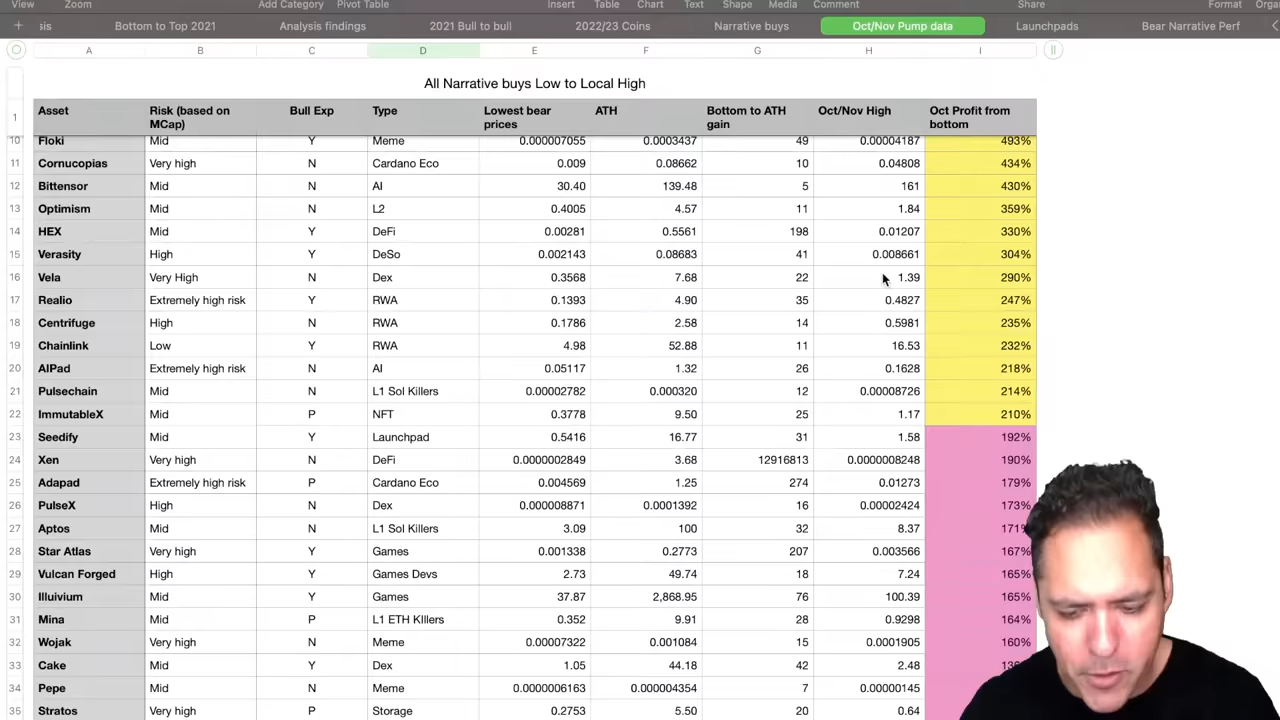 Zoom Add Category Pivot Table Insert Table Chart Text Shape Media Comment Share Format
sis Bottom to Top 2021 Analysis findings 2021 Bull to bull 2022/23 Coins Narrative buys Oct/Nov Pump data Launchpads Bear Narrative Perf
A B C D E F G H I
All Narrative buys Low to Local High
1 Asset Risk (based on MCap) Bull Exp Type Lowest bear prices ATH Bottom to ATH gain Oct/Nov High Oct Profit from bottom
10 Floki Mid Y Meme 0.000007055 0.0003437 49 0.00004187 493%
11 Cornucopias Very high N Cardano Eco 0.009 0.08662 10 0.04808 434%
12 Bittensor Mid N AI 30.40 139.48 5 161 430%
13 Optimism Mid N L2 0.4005 4.57 11 1.84 359%
14 HEX Mid Y DeFi 0.00281 0.5561 198 0.01207 330%
15 Verasity High Y DeSo 0.002143 0.08683 41 0.008661 304%
16 Vela Very High N Dex 0.3568 7.68 22 1.39 290%
17 Realio Extremely high risk Y RWA 0.1393 4.90 35 0.4827 247%
18 Centrifuge High N RWA 0.1786 2.58 14 0.5981 235%
19 Chainlink Low Y RWA 4.98 52.88 11 16.53 232%
20 AIPad Extremely high risk N AI 0.05117 1.32 26 0.1628 218%
21 Pulsechain Mid N L1 Sol Killers 0.00002782 0.000320 12 0.00008726 214%
22 ImmutableX Mid P NFT 0.3778 9.50 25 1.17 210%
23 Seedify Mid Y Launchpad 0.5416 16.77 31 1.58 192%
24 Xen Very high N DeFi 0.0000002849 3.68 12916813 0.0000008248 190%
25 Adapad Extremely high risk P Cardano Eco 0.004569 1.25 274 0.01273 179%
26 PulseX High N Dex 0.000008871 0.0001392 16 0.00002424 173%
27 Aptos Mid N L1 Sol Killers 3.09 100 32 8.37 171%
28 Star Atlas Very high Y Games 0.001338 0.2773 207 0.003566 167%
29 Vulcan Forged High Y Games Devs 2.73 49.74 18 7.24 165%
30 Illuivium Mid Y Games 37.87 2,868.95 76 100.39 165%
31 Mina Mid P L1 ETH KIllers 0.352 9.91 28 0.9298 164%
32 Wojak Very high N Meme 0.00007322 0.001084 15 0.0001905 160%
33 Cake Mid Y Dex 1.05 44.18 42 2.48
34 Pepe Mid N Meme 0.0000006163 0.000004354 7 0.00000145
35 Stratos Very high P Storage 0.2753 5.50 20 0.64